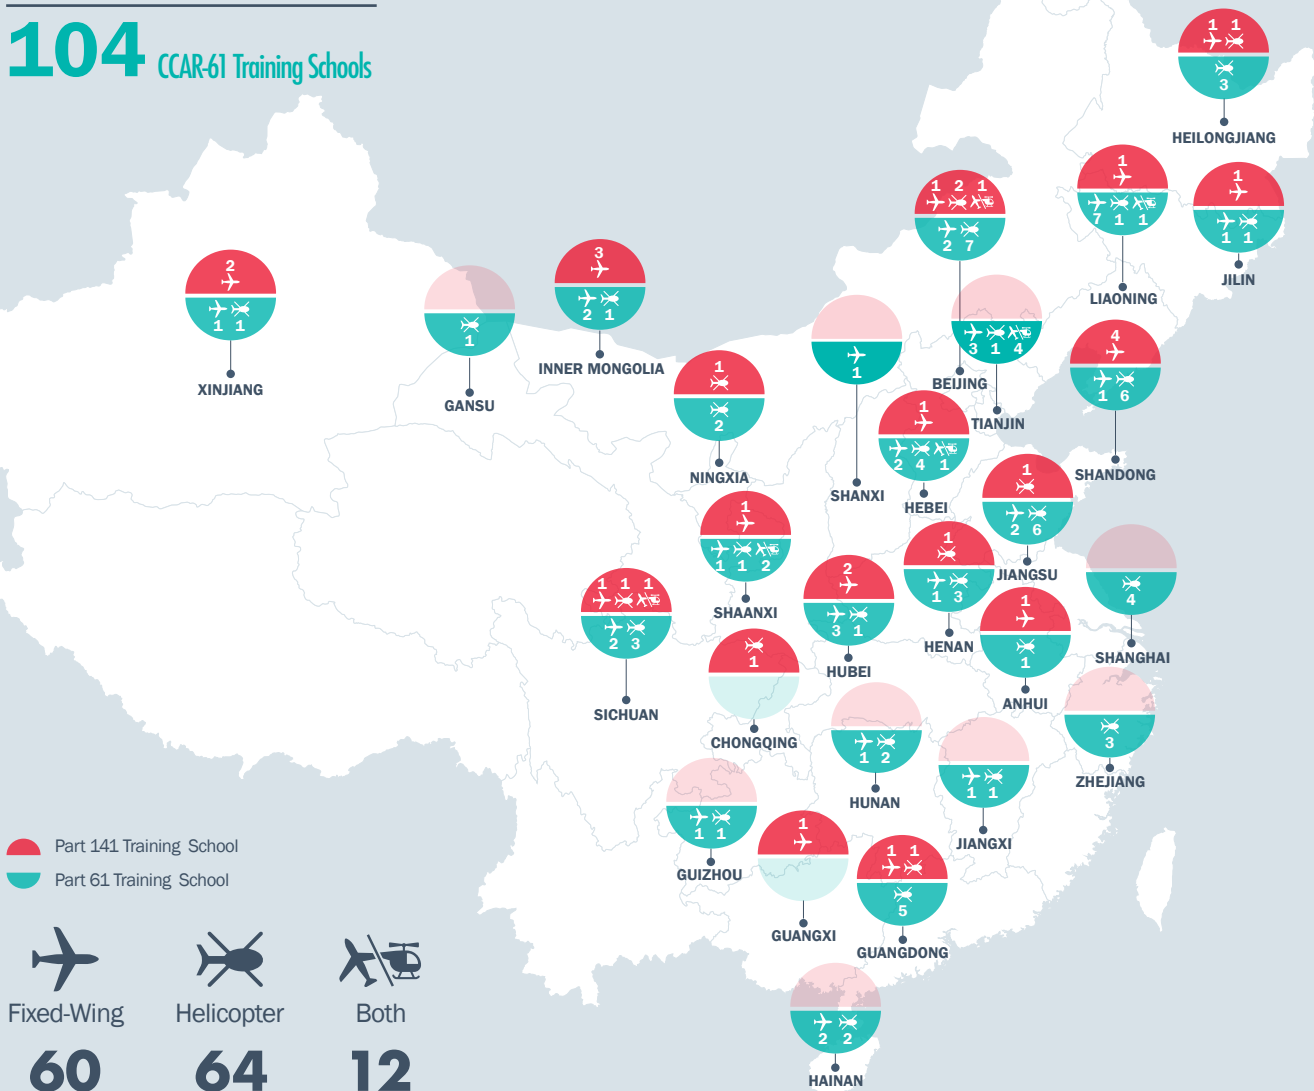 104 CCAR-61 Training Schools
1 1
3
HEILONGJIANG
1
7 1 1
LIAONING
1
1 1
JILIN
1 2 1
2 7
BEIJING
2
1 1
XINJIANG
1
GANSU
3
2 1
INNER MONGOLIA
1
2
NINGXIA
1
SHANXI
3 1 4
TIANJIN
4
1 6
SHANDONG
1
2 4 1
HEBEI
1
2 6
JIANGSU
1
1 1 2
SHAANXI
1 1 1
2 3
SICHUAN
2
3 1
HUBEI
1
1 3
HENAN
4
SHANGHAI
1
1
ANHUI
1
CHONGQING
3
ZHEJIANG
1 2
HUNAN
1 1
JIANGXI
1 1
GUIZHOU
1
GUANGXI
1 1
5
GUANGDONG
2 2
HAINAN
Part 141 Training School
Part 61 Training School
Fixed-Wing Helicopter Both
60 64 12